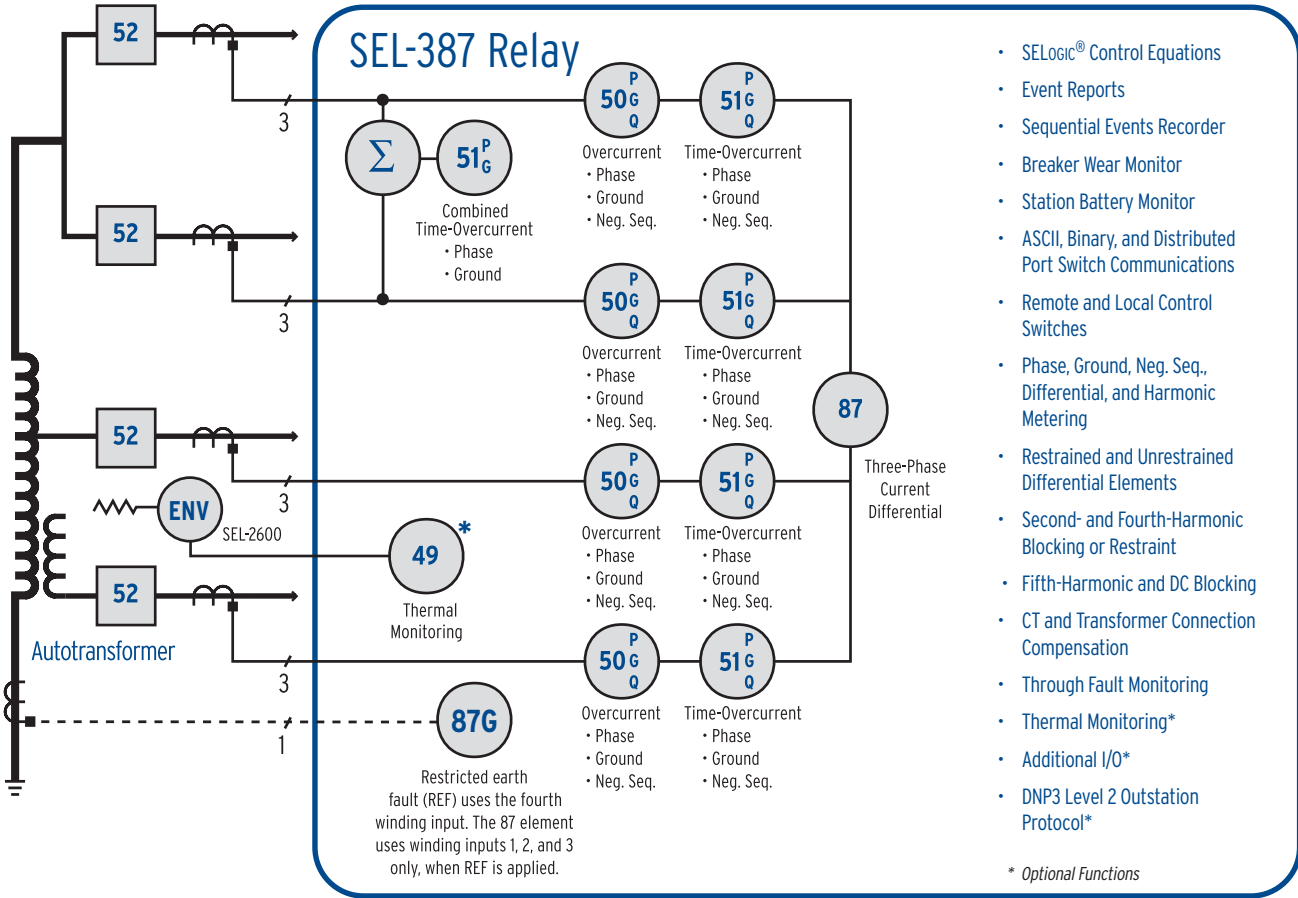 SEL-387 Relay
52
3
Σ
51 P G
Combined
Time-Overcurrent
• Phase
• Ground
50 P G Q
Overcurrent
• Phase
• Ground
• Neg. Seq.
51 P G Q
Time-Overcurrent
• Phase
• Ground
• Neg. Seq.
52
3
50 P G Q
Overcurrent
• Phase
• Ground
• Neg. Seq.
51 P G Q
Time-Overcurrent
• Phase
• Ground
• Neg. Seq.
87
Three-Phase
Current
Differential
52
3
50 P G Q
Overcurrent
• Phase
• Ground
• Neg. Seq.
51 P G Q
Time-Overcurrent
• Phase
• Ground
• Neg. Seq.
ENV
SEL-2600
49 *
Thermal
Monitoring
52
Autotransformer
3
50 P G Q
Overcurrent
• Phase
• Ground
• Neg. Seq.
51 P G Q
Time-Overcurrent
• Phase
• Ground
• Neg. Seq.
1
87G
Restricted earth
fault (REF) uses the fourth
winding input. The 87 element
uses winding inputs 1, 2, and 3
only, when REF is applied.
• SELOGIC® Control Equations
• Event Reports
• Sequential Events Recorder
• Breaker Wear Monitor
• Station Battery Monitor
• ASCII, Binary, and Distributed
Port Switch Communications
• Remote and Local Control
Switches
• Phase, Ground, Neg. Seq.,
Differential, and Harmonic
Metering
• Restrained and Unrestrained
Differential Elements
• Second- and Fourth-Harmonic
Blocking or Restraint
• Fifth-Harmonic and DC Blocking
• CT and Transformer Connection
Compensation
• Through Fault Monitoring
• Thermal Monitoring*
• Additional I/O*
• DNP3 Level 2 Outstation
Protocol*
* Optional Functions